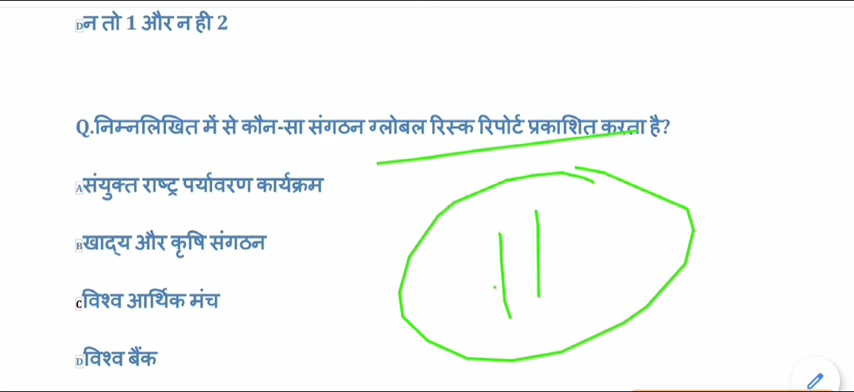 Dन तो 1 और न ही 2
Q.निम्नलिखित में से कौन-सा संगठन ग्लोबल रिस्क रिपोर्ट प्रकाशित करता है?
Aसंयुक्त राष्ट्र पर्यावरण कार्यक्रम
Bखाद्य और कृषि संगठन
Cविश्व आर्थिक मंच
Dविश्व बैंक
11